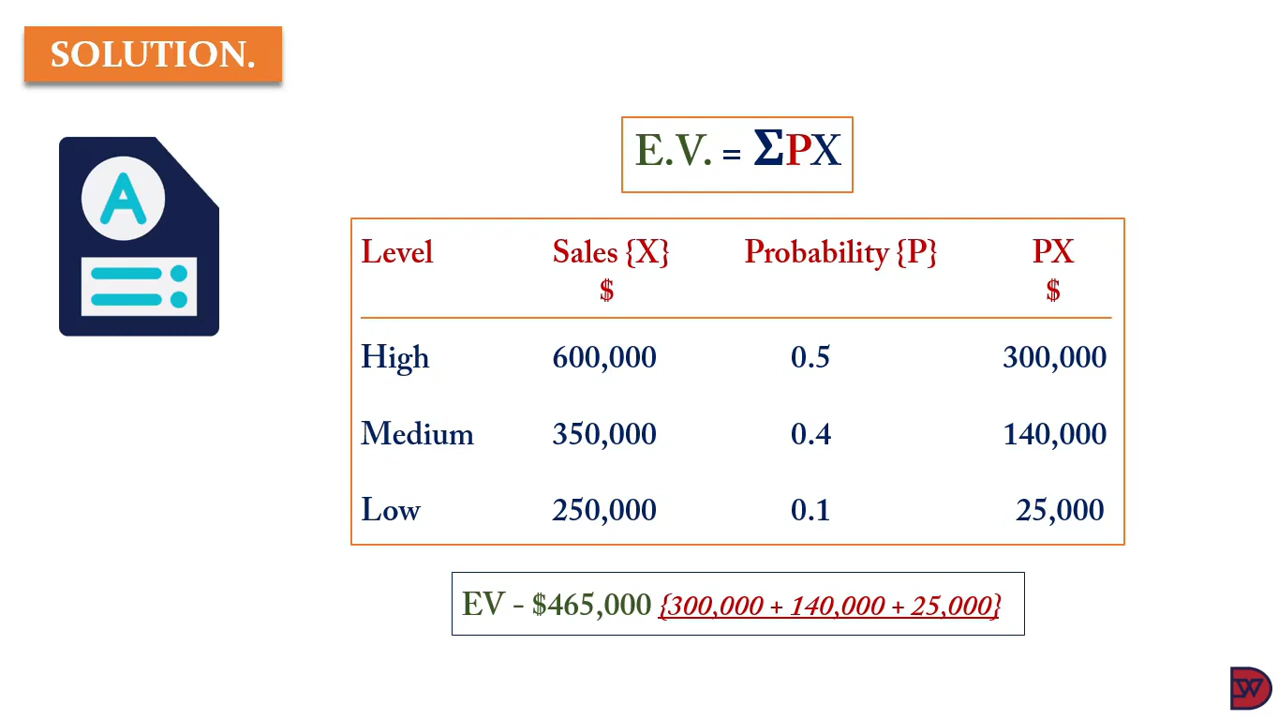 SOLUTION.
A
E.V. = ΣPX
Level Sales {X} Probability {P} PX
$ $
High 600,000 0.5 300,000
Medium 350,000 0.4 140,000
Low 250,000 0.1 25,000
EV - $465,000 {300,000 + 140,000 + 25,000}